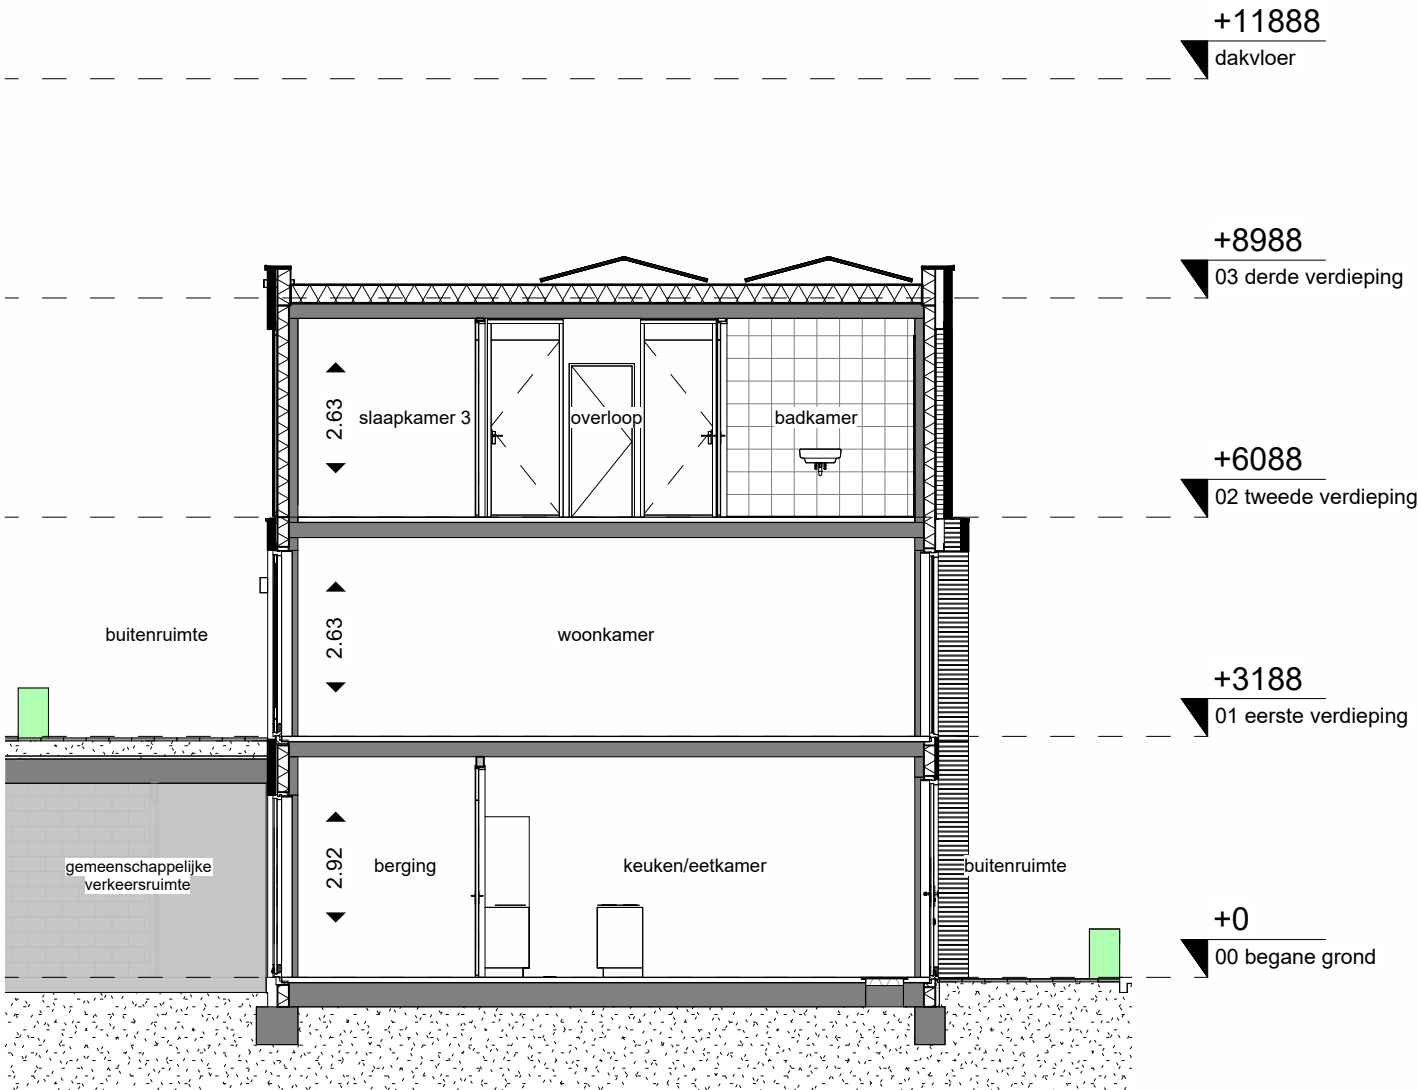 +11888
dakvloer
+8988
03 derde verdieping
2.63
slaapkamer 3
overloop
badkamer
+6088
02 tweede verdieping
buitenruimte
2.63
woonkamer
+3188
01 eerste verdieping
gemeenschappelijke
verkeersruimte
2.92
berging
keuken/eetkamer
buitenruimte
+0
00 begane grond